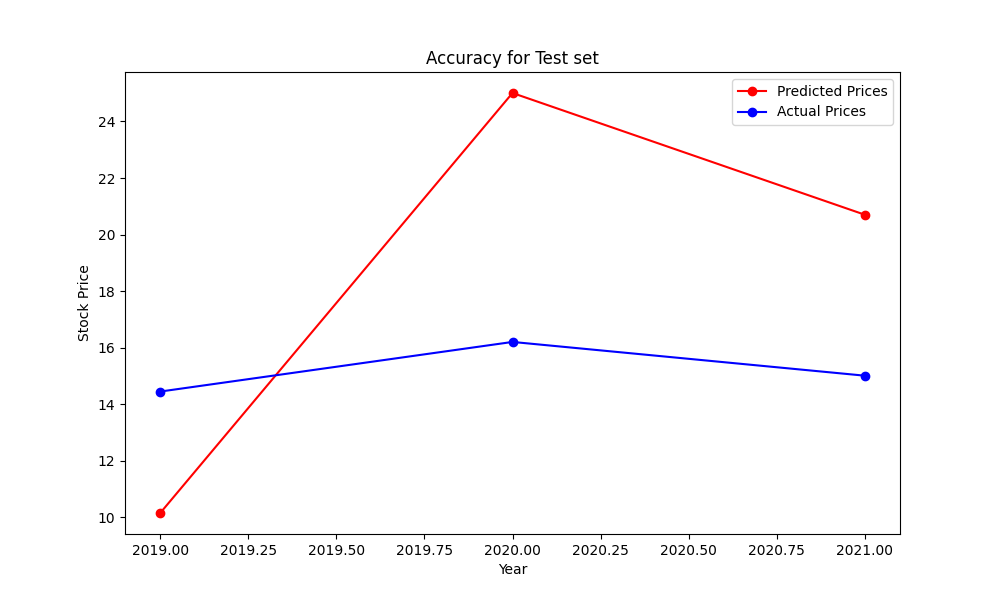 Accuracy for Test set
Predicted Prices
Actual Prices
24
22
20
18
16
14
12
10
Stock Price
2019.00 2019.25 2019.50 2019.75 2020.00 2020.25 2020.50 2020.75 2021.00
Year